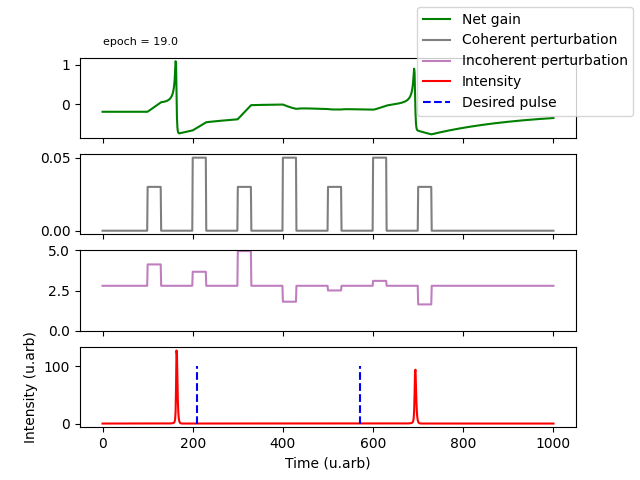 Net gain
Coherent perturbation
Incoherent perturbation
Intensity
Desired pulse
epoch = 19.0
1
0
0.05
0.00
5.0
2.5
0.0
Intensity (u.arb)
100
0
0 200 400 600 800 1000
Time (u.arb)